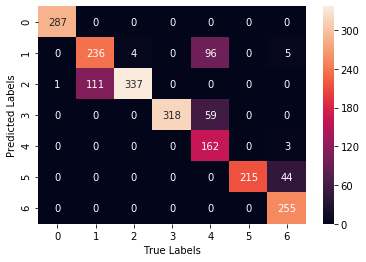 0 287 0 0 0 0 0 0
1 0 236 4 0 96 0 5
2 1 111 337 0 0 0 0
3 0 0 0 318 59 0 0
4 0 0 0 0 162 0 3
5 0 0 0 0 0 215 44
6 0 0 0 0 0 0 255
0 1 2 3 4 5 6
True Labels
Predicted Labels
300
240
180
120
60
0